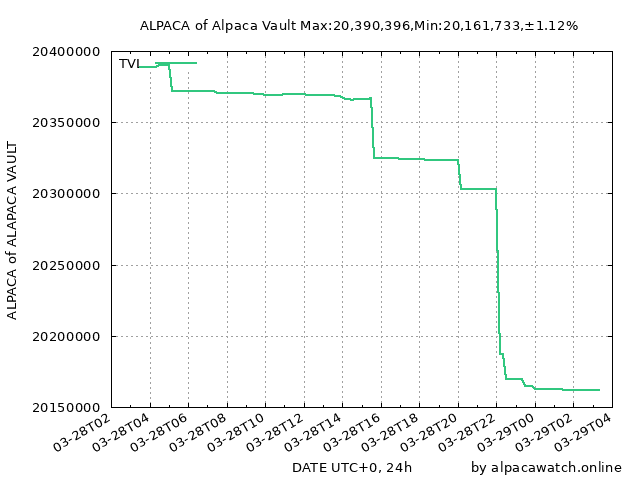 ALPACA of Alpaca Vault Max:20,390,396,Min:20,161,733,±1.12%
20400000
TVL
20350000
20300000
20250000
20200000
20150000
ALPACA of ALAPACA VAULT
03-28T02
03-28T04
03-28T06
03-28T08
03-28T10
03-28T12
03-28T14
03-28T16
03-28T18
03-28T20
03-28T22
03-29T00
03-29T02
03-29T04
DATE UTC+0, 24h
by alpacawatch.online